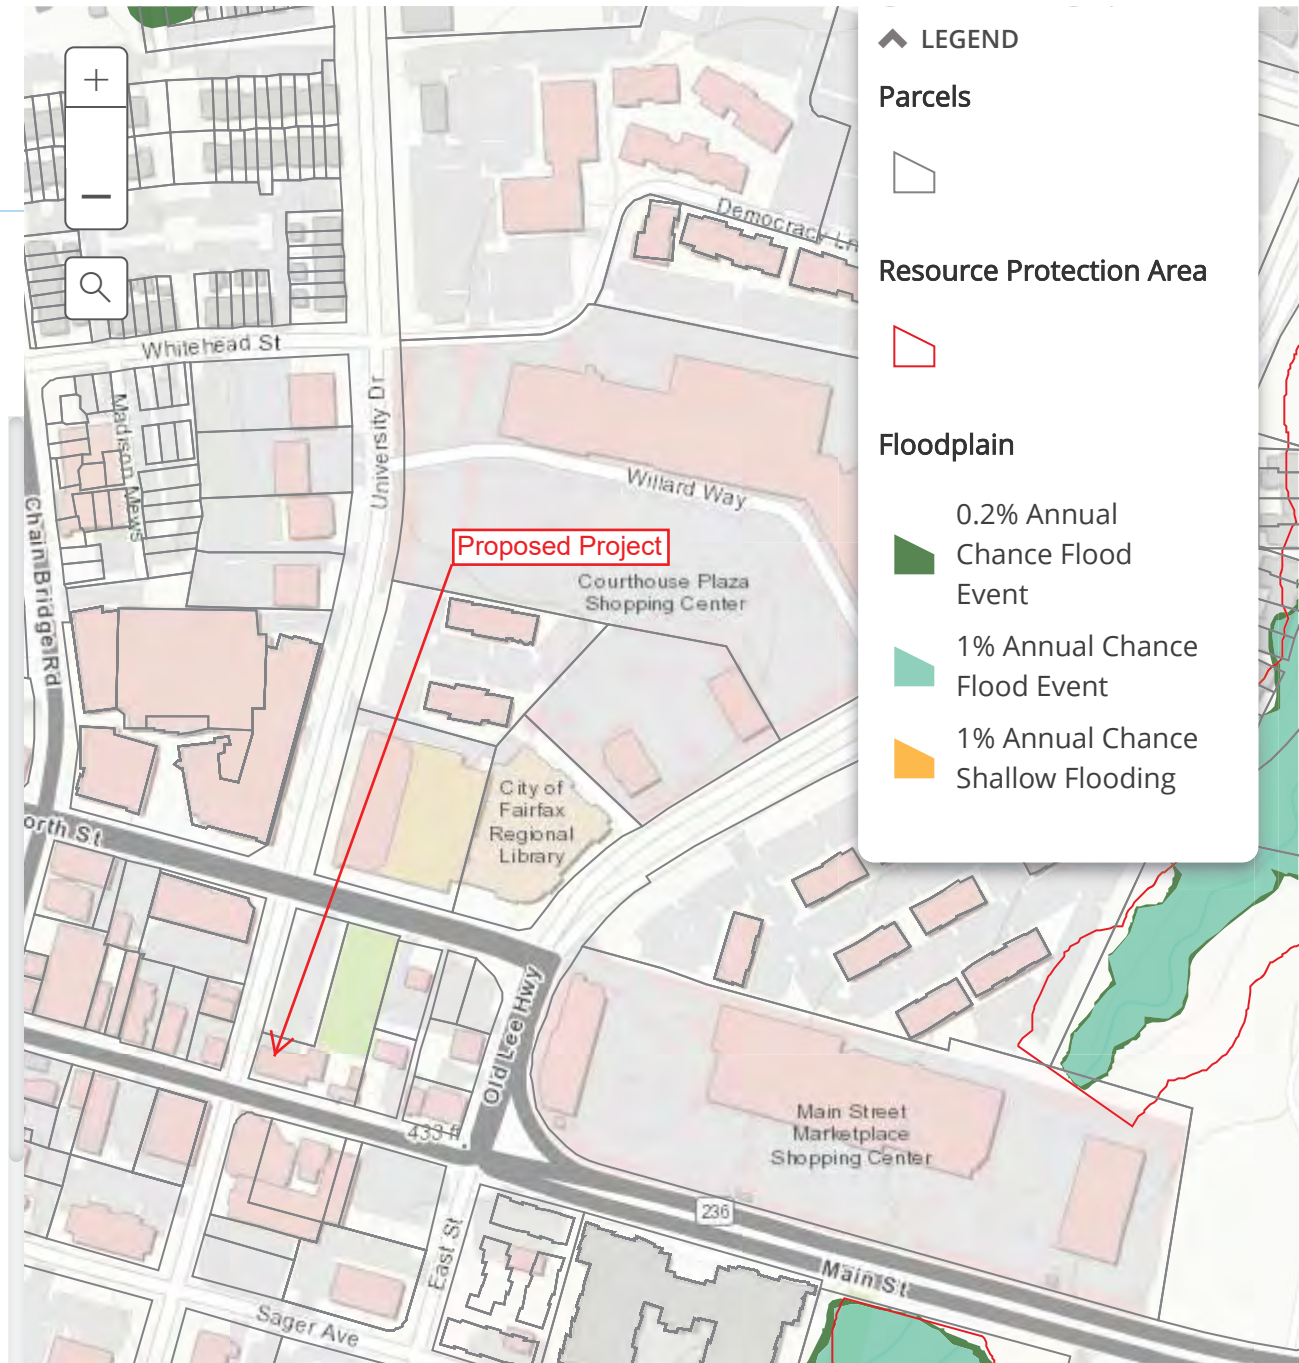 LEGEND
Parcels
Resource Protection Area
Floodplain
0.2% Annual
Chance Flood
Event
1% Annual Chance
Flood Event
1% Annual Chance
Shallow Flooding
Democracy Ln
Whitehead St
Madison Mews
University Dr
Willard Way
Chain Bridge Rd
Proposed Project
Courthouse Plaza
Shopping Center
City of
Fairfax
Regional
Library
orth St
Old Lee Hwy
433 ft
Main Street
Marketplace
Shopping Center
236
East St
Main St
Sager Ave